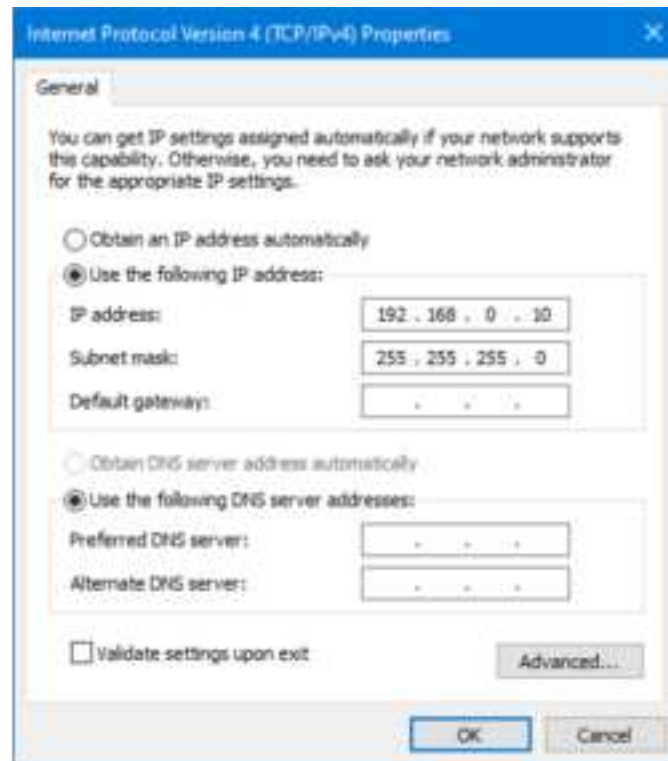 Internet Protocol Version 4 (TCP/IPv4) Properties
General
You can get IP settings assigned automatically if your network supports
this capability. Otherwise, you need to ask your network administrator
for the appropriate IP settings.
Obtain an IP address automatically
Use the following IP address:
IP address: 192 . 168 . 0 . 10
Subnet mask: 255 . 255 . 255 . 0
Default gateway: . . .
Obtain DNS server address automatically
Use the following DNS server addresses:
Preferred DNS server: . . .
Alternate DNS server: . . .
Validate settings upon exit
Advanced...
OK Cancel